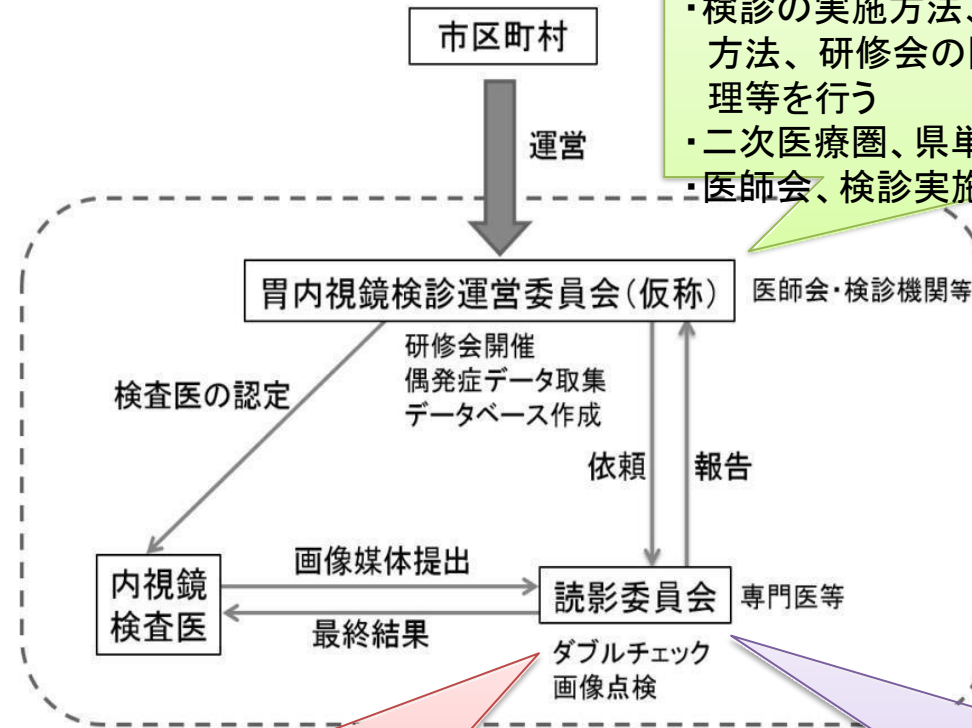 市区町村
・検診の実施方法、
方法、研修会の
理等を行う
・二次医療圏、県単
・医師会、検診実施
運営
胃内視鏡検診運営委員会(仮称)
医師会・検診機関等
研修会開催
偶発症データ取集
データベース作成
検査医の認定
依頼
報告
内視鏡
検査医
画像媒体提出
最終結果
読影委員会
専門医等
ダブルチェック
画像点検